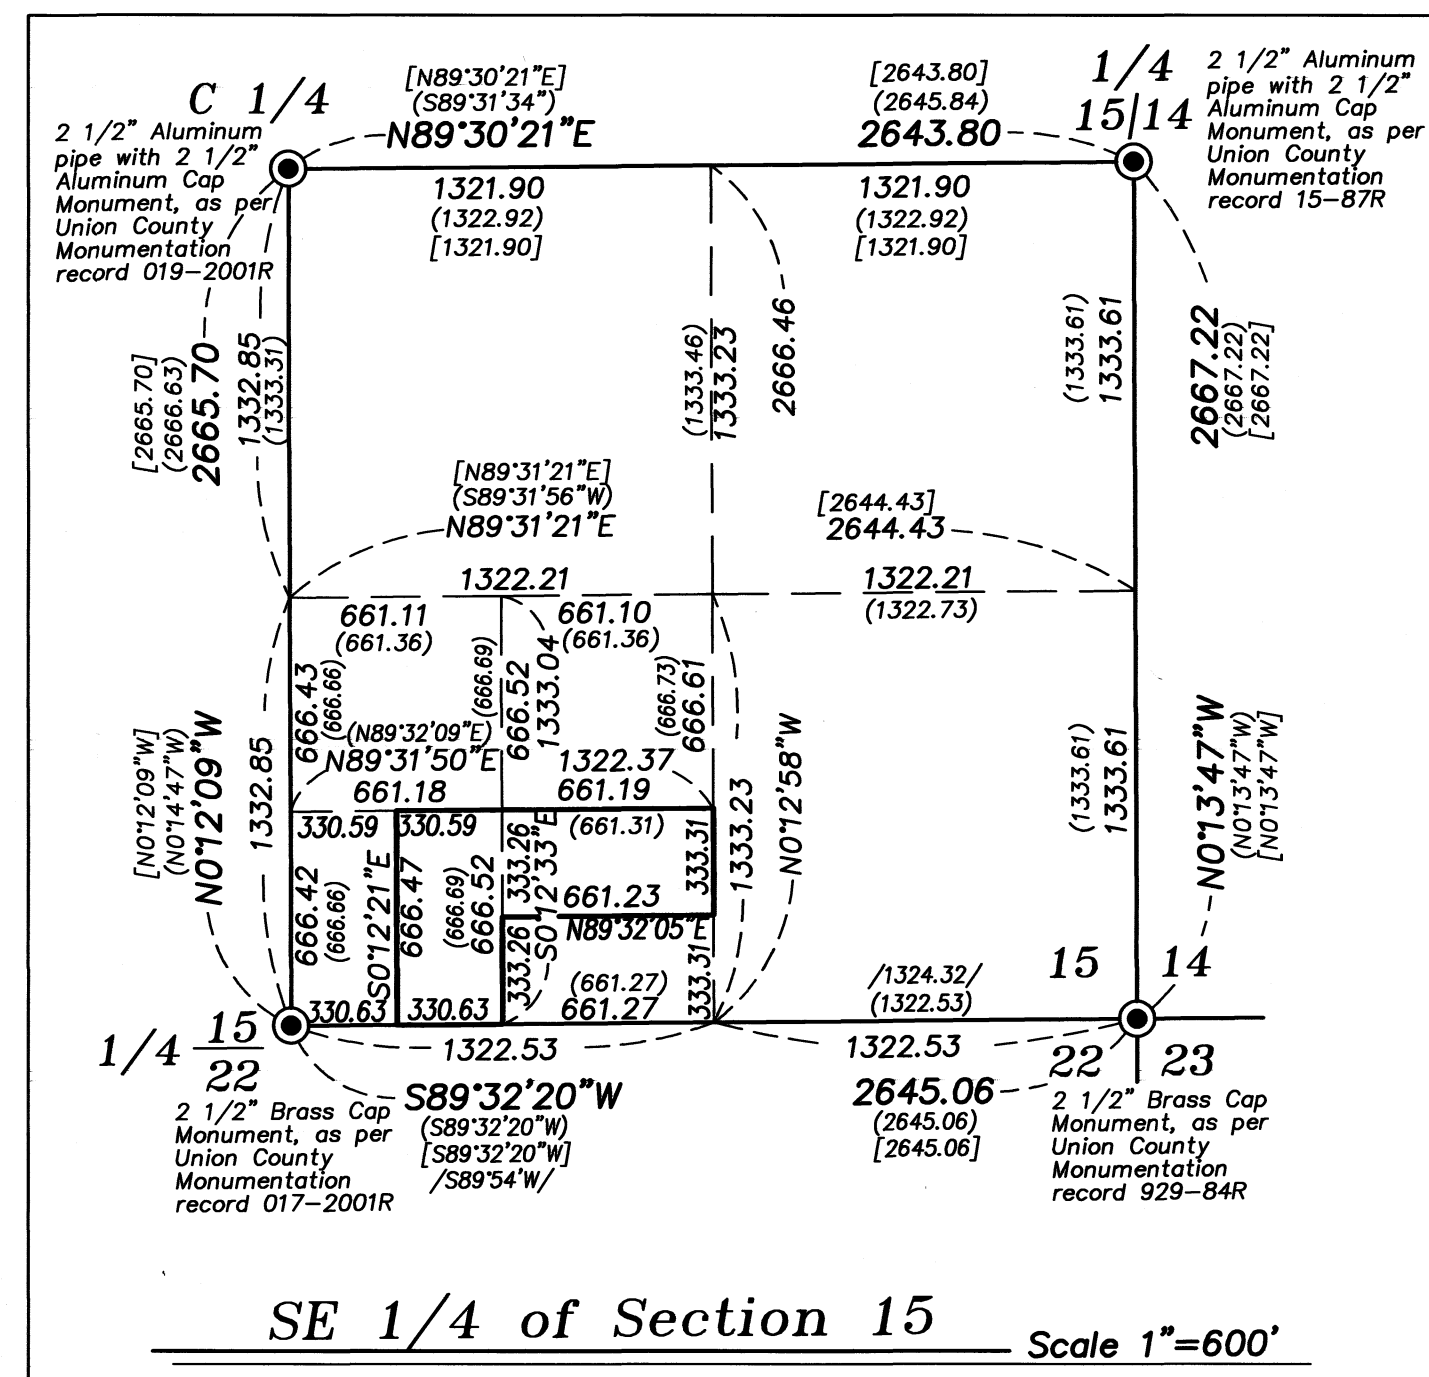 C 1/4
2 1/2" Aluminum
pipe with 2 1/2"
Aluminum Cap
Monument, as per
Union County
Monumentation
record 019-2001R
[N89°30'21"E]
(S89°31'34")
N89°30'21"E
[2643.80]
(2645.84)
2643.80
1/4
15|14
2 1/2" Aluminum
pipe with 2 1/2"
Aluminum Cap
Monument, as per
Union County
Monumentation
record 15-87R
1321.90
(1322.92)
[1321.90]
1321.90
(1322.92)
[1321.90]
[2665.70]
(2666.63)
2665.70
1332.85
(1333.31)
(1333.46)
1333.23
2666.46
(1333.61)
1333.61
2667.22
(2667.22)
[2667.22]
[N89°31'21"E]
(S89°31'56"W)
N89°31'21"E
[2644.43]
2644.43
1322.21
1322.21
(1322.73)
661.11
(661.36)
661.10
(661.36)
666.43
(666.66)
(666.69)
666.52
1333.04
(666.73)
666.61
(N89°32'09"E)
N89°31'50"E
1322.37
661.18
661.19
(661.31)
330.59
330.59
[N0°12'09"W]
(N0°14'47"W)
N0°12'09"W
1332.85
666.42
(666.66)
S0°12'21"E
666.47
(666.69)
666.52
333.26
S0°12'33"E
333.31
661.23
N89°32'05"E
333.26
333.31
(661.27)
661.27
1333.23
N0°12'58"W
(1333.61)
1333.61
N0°13'47"W
(N0°13'47"W)
[N0°13'47"W]
330.63
330.63
/1324.32/
(1322.53)
15
14
1/4
15
22
1322.53
1322.53
22
23
S89°32'20"W
(S89°32'20"W)
[S89°32'20"W]
/S89°54'W/
2645.06
(2645.06)
[2645.06]
2 1/2" Brass Cap
Monument, as per
Union County
Monumentation
record 017-2001R
2 1/2" Brass Cap
Monument, as per
Union County
Monumentation
record 929-84R
SE 1/4 of Section 15
Scale 1"=600'